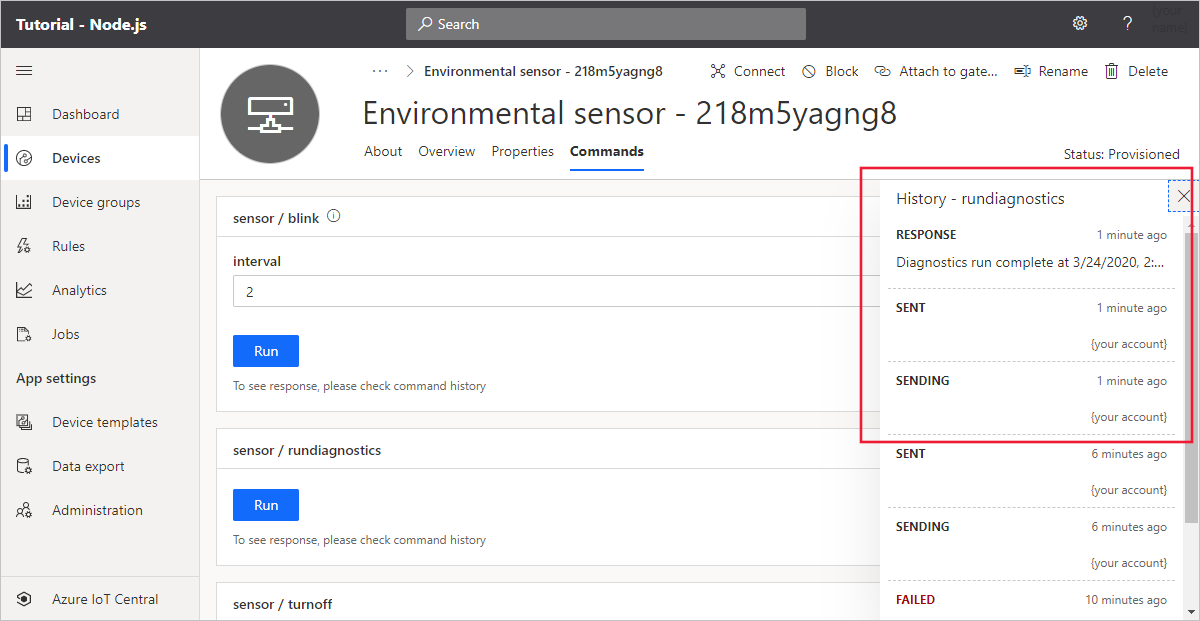 Tutorial - Node.js
Search
?
{your name}
Dashboard
Devices
Device groups
Rules
Analytics
Jobs
App settings
Device templates
Data export
Administration
Azure IoT Central
··· > Environmental sensor - 218m5yagng8
Connect Block Attach to gate... Rename Delete
Environmental sensor - 218m5yagng8
About Overview Properties Commands
Status: Provisioned
sensor / blink
interval
2
Run
To see response, please check command history
sensor / rundiagnostics
Run
To see response, please check command history
sensor / turnoff
History - rundiagnostics
RESPONSE 1 minute ago
Diagnostics run complete at 3/24/2020, 2:...
SENT 1 minute ago
{your account}
SENDING 1 minute ago
{your account}
SENT 6 minutes ago
{your account}
SENDING 6 minutes ago
{your account}
FAILED 10 minutes ago